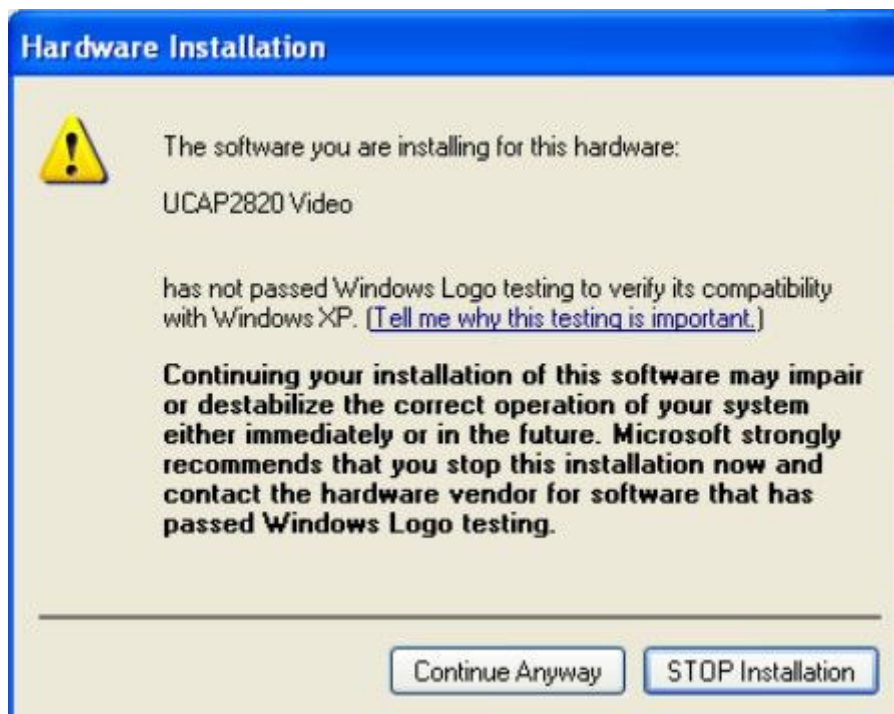 Hardware Installation
The software you are installing for this hardware:
UCAP2820 Video
has not passed Windows Logo testing to verify its compatibility
with Windows XP. (Tell me why this testing is important.)
Continuing your installation of this software may impair
or destabilize the correct operation of your system
either immediately or in the future. Microsoft strongly
recommends that you stop this installation now and
contact the hardware vendor for software that has
passed Windows Logo testing.
Continue Anyway
STOP Installation